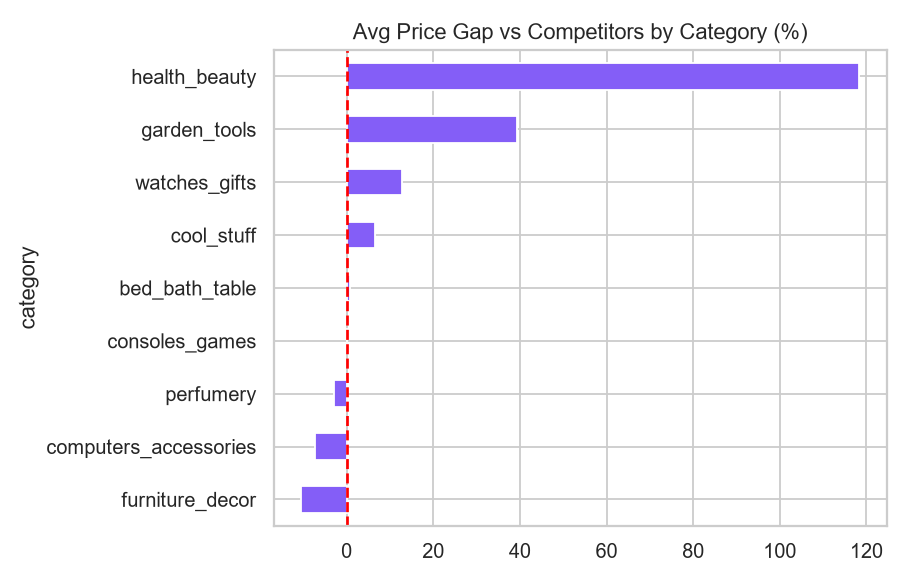 Avg Price Gap vs Competitors by Category (%)
category
health_beauty
garden_tools
watches_gifts
cool_stuff
bed_bath_table
consoles_games
perfumery
computers_accessories
furniture_decor
0 20 40 60 80 100 120